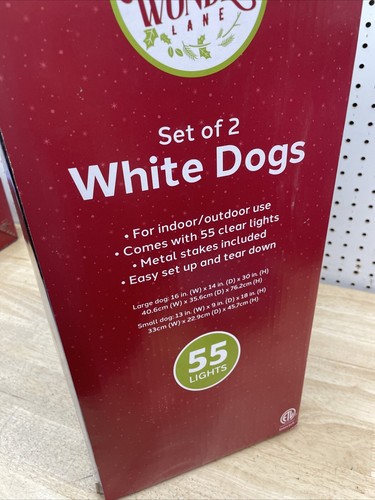 LANE
Set of 2
White Dogs
• For indoor/outdoor use
• Comes with 55 clear lights
• Metal stakes included
• Easy set up and tear down
Large dog: 16 in. (W) x 14 in. (D) x 30 in. (H)
40.6cm (W) x 35.6cm (D) x 76.2cm (H)
Small dog: 13 in. (W) x 9 in. (D) x 18 in. (H)
33cm (W) x 22.9cm (D) x 45.7cm (H)
55
LIGHTS
ETL